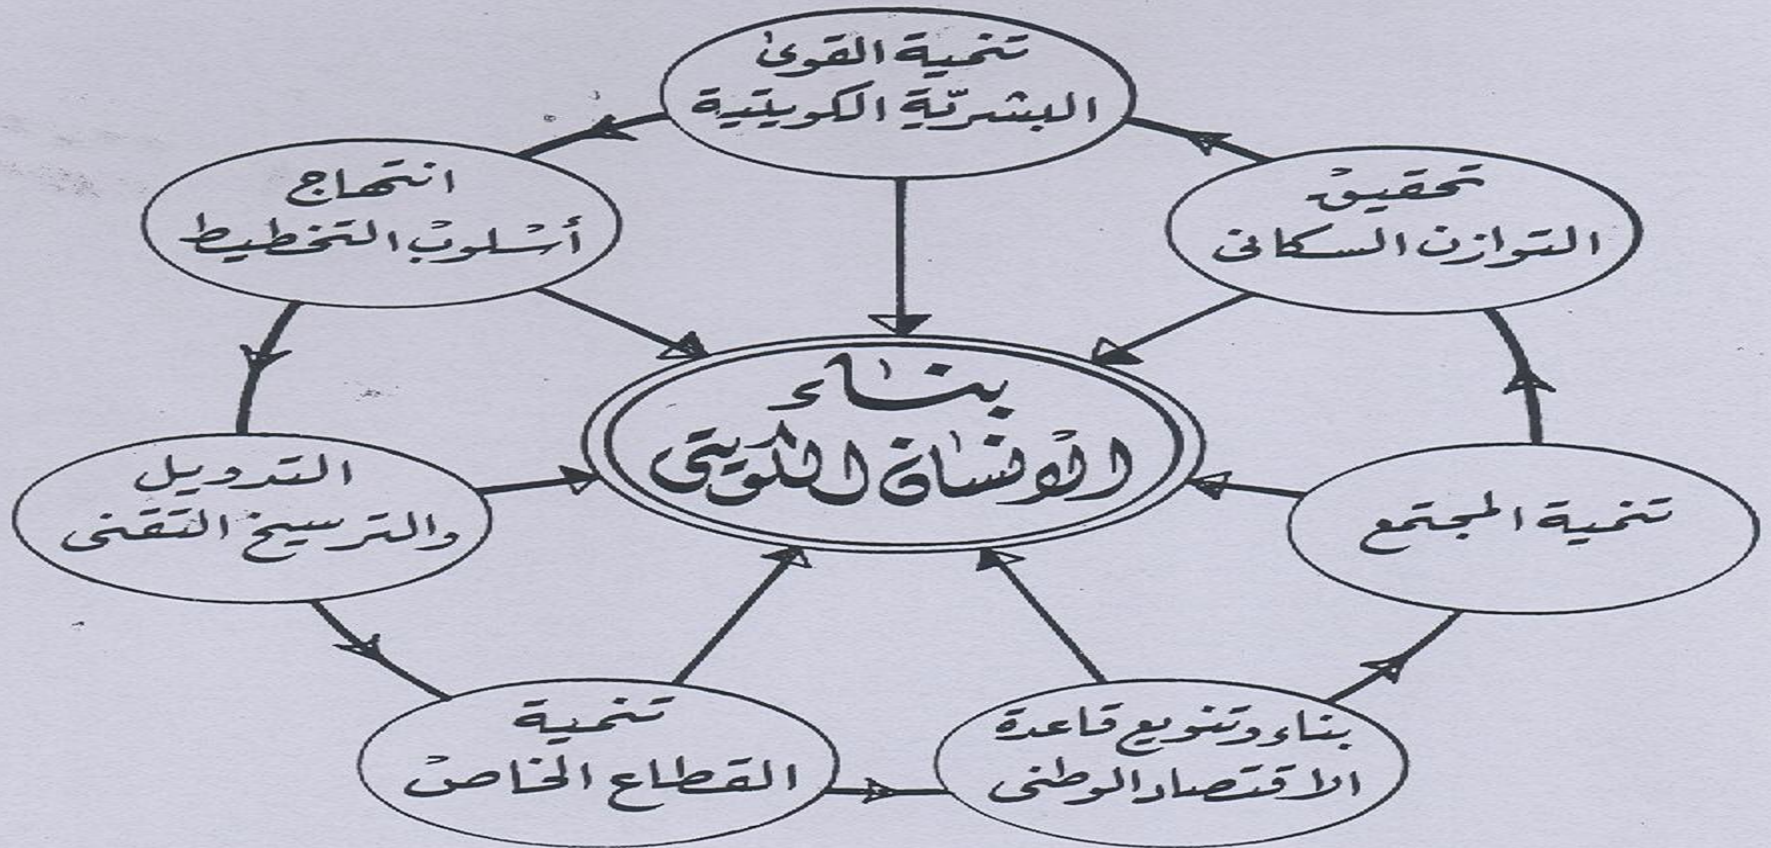 تنمية القوى
البشرية الكويتية
تحقيق
التوازن السكاني
انتهاج
أسلوب التخطيط
بناء
الإنسان الكويتي
التدويل
والترسيخ التقني
تنمية المجتمع
تنمية
القطاع الخاص
بناء وتنويع قاعدة
الاقتصاد الوطني